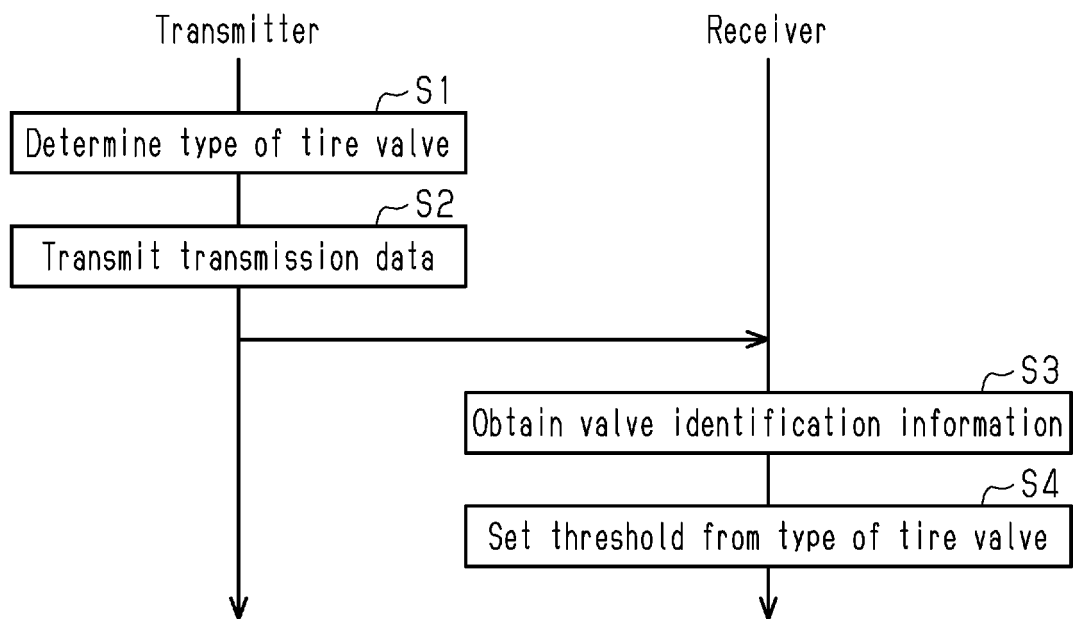 Transmitter
Receiver
S1
Determine type of tire valve
S2
Transmit transmission data
S3
Obtain valve identification information
S4
Set threshold from type of tire valve